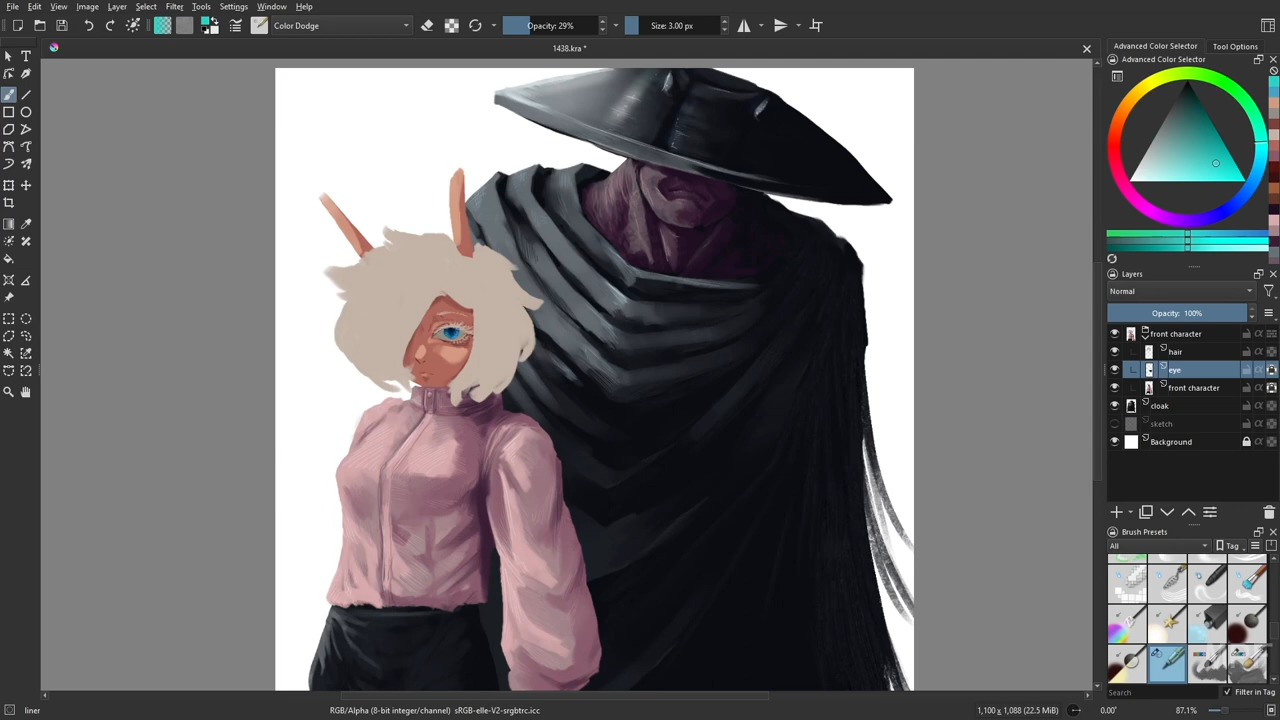 File Edit View Image Layer Select Filter Tools Settings Window Help
Color Dodge Opacity: 29% Size: 3.00 px
1438.kra *
Advanced Color Selector Tool Options
Advanced Color Selector
Layers
Normal
Opacity: 100%
front character
hair
eye
front character
cloak
sketch
Background
Brush Presets
All Tag
Search Filter in Tag
liner RGB/Alpha (8-bit integer/channel) sRGB-elle-V2-srgbtrc.icc 1,100 x 1,088 (22.5 MiB) 0.00° 87.1%